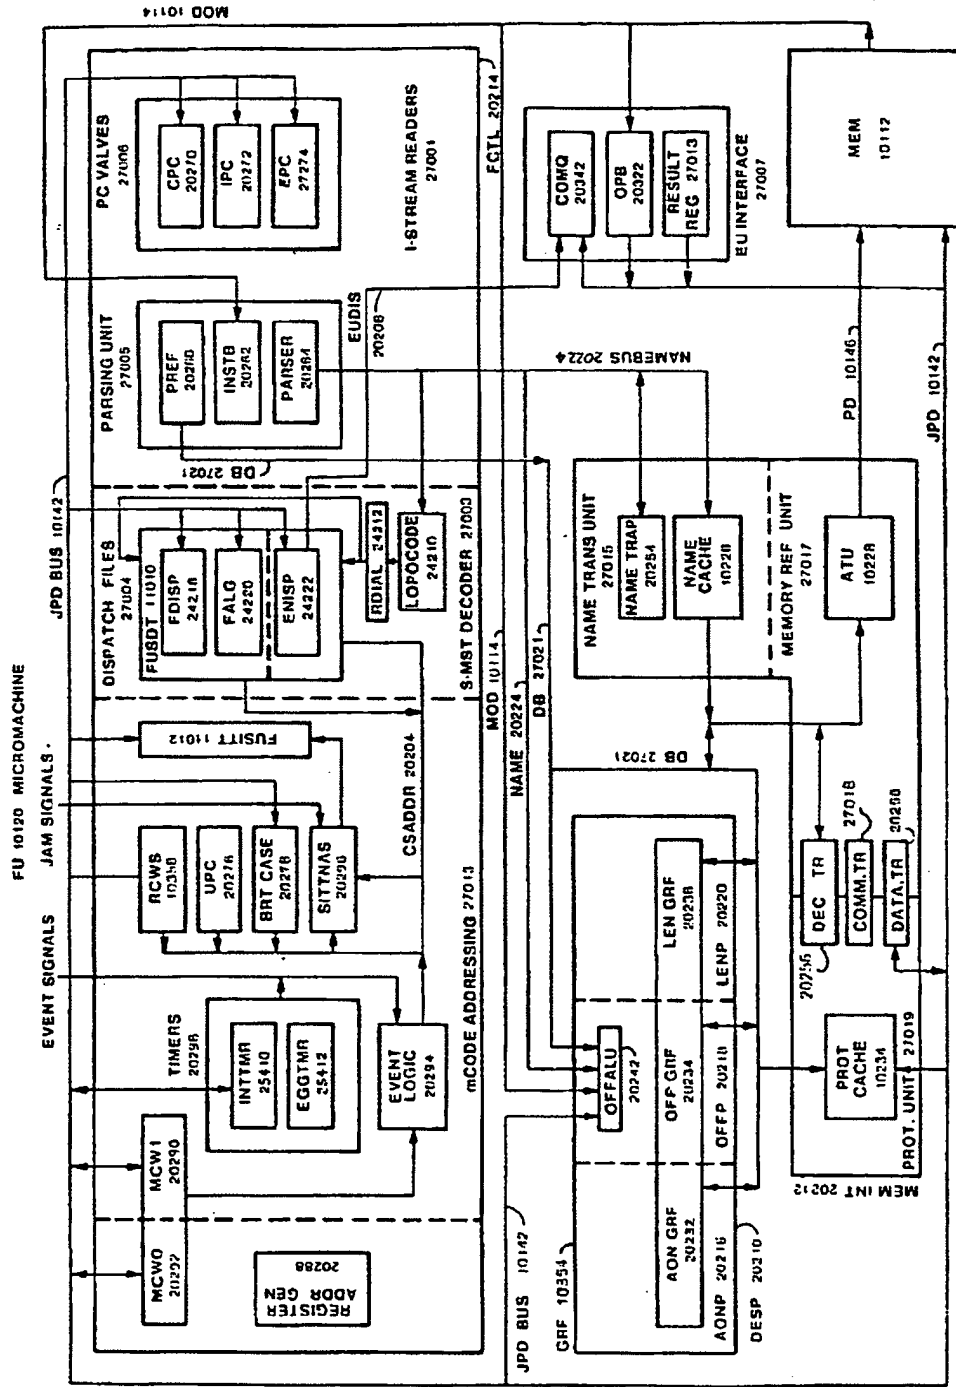 FU 10120 MICROMACHINE
EVENT SIGNALS
JAM SIGNALS -
JPD BUS 10142
MOD 10114
MCW0
20292
MCW1
20290
REGISTER
ADDR GEN
20288
TIMERS
20296
INTTMR
25410
EGGTMR
25412
EVENT
LOGIC
20294
mCODE ADDRESSING 27013
RCWS
10358
UPC
20276
BRT CASE
20278
SITTNAS
20286
FUSITT 11012
CSADDR 20204
DISPATCH FILES
27004
FUSDT 11010
FDISP
24218
FALG
24220
ENISP
24222
RDIAL 24212
LOPOCODE
24210
S-MST DECODER 27003
DB 27021
PARSING UNIT
27005
PREF
20260
INSTB
20262
PARSER
20264
EUDIS
20206
PC VALVES
27006
CPC
20270
IPC
20272
EPC
27274
I-STREAM READERS
27001
FCTL 20214
MOD 10114
NAME 20224
DB 27021
JPD BUS 10142
GRF 10354
OFFALU
20242
AON GRF
20232
OFF GRF
20234
LEN GRF
20236
AONP 20216
OFFP 20218
LENP 20220
DESP 20210
DB 27021
NAMEBUS 20224
NAME TRANS UNIT
27015
NAME TRAP
20254
NAME
CACHE
10226
MEMORY REF UNIT
27017
ATU
10228
20256
DEC TR
COMM.TR
27018
DATA.TR
PROT
CACHE
10234
PROT. UNIT 27019
MEM INT 20212
COMQ
20342
OPB
20322
RESULT
REG 27013
EU INTERFACE
27007
PD 10146
JPD 10142
MEM
10112